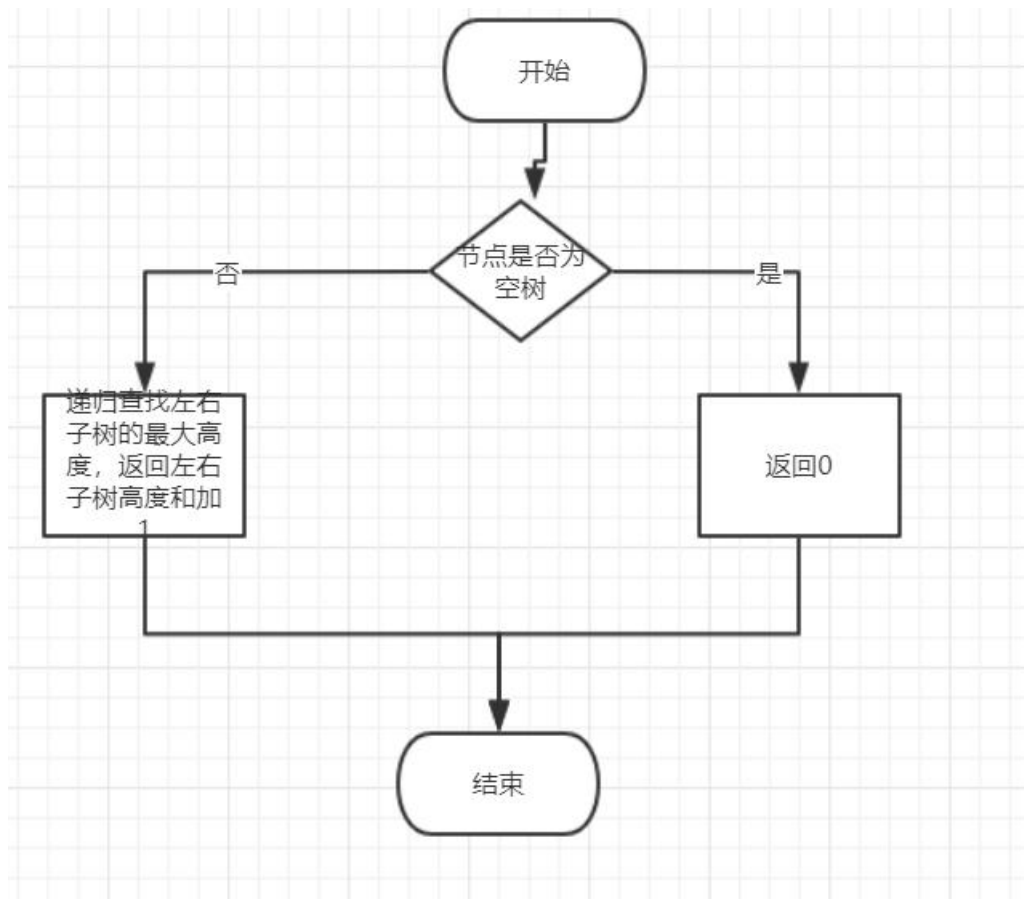 开始
节点是否为
空树
否
是
递归查找左右
子树的最大高
度，返回左右
子树高度和加
1
返回0
结束